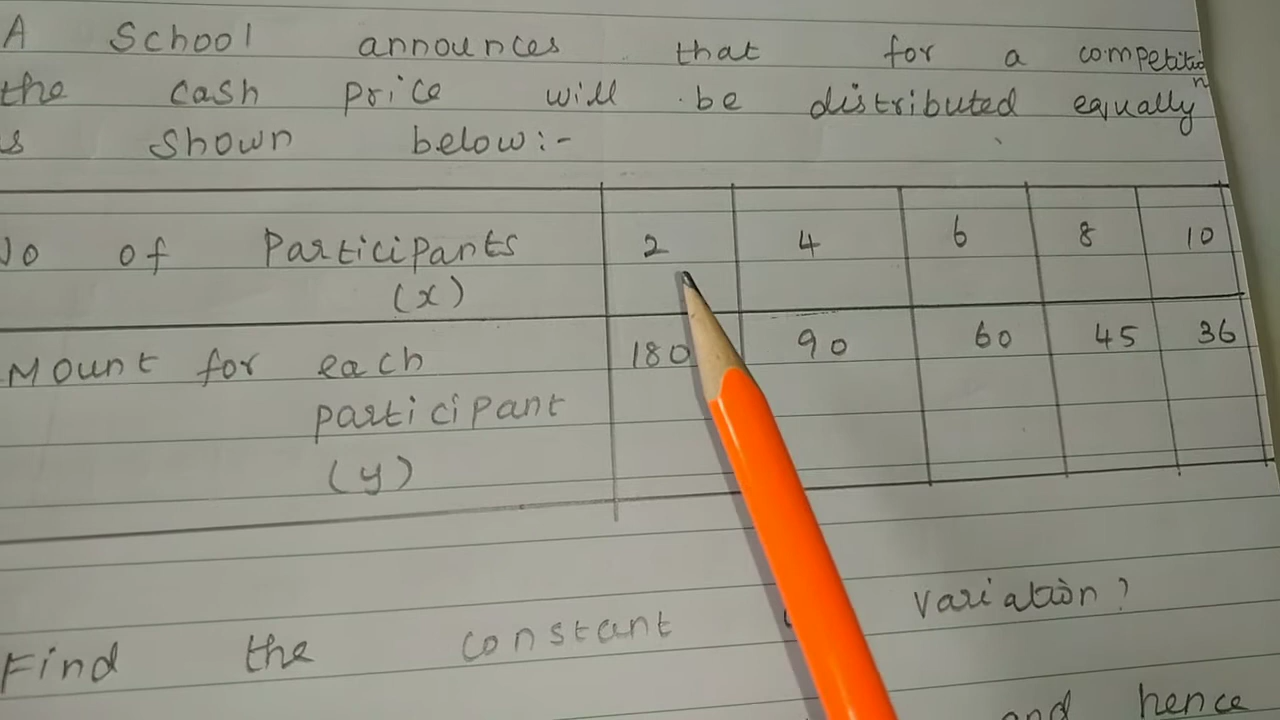 A School announces that for a competition
the cash price will be distributed equally
s shown below:-
No of Participants (x) 2 4 6 8 10
Mount for each participant (y) 180 90 60 45 36
Find the constant variation?
and hence